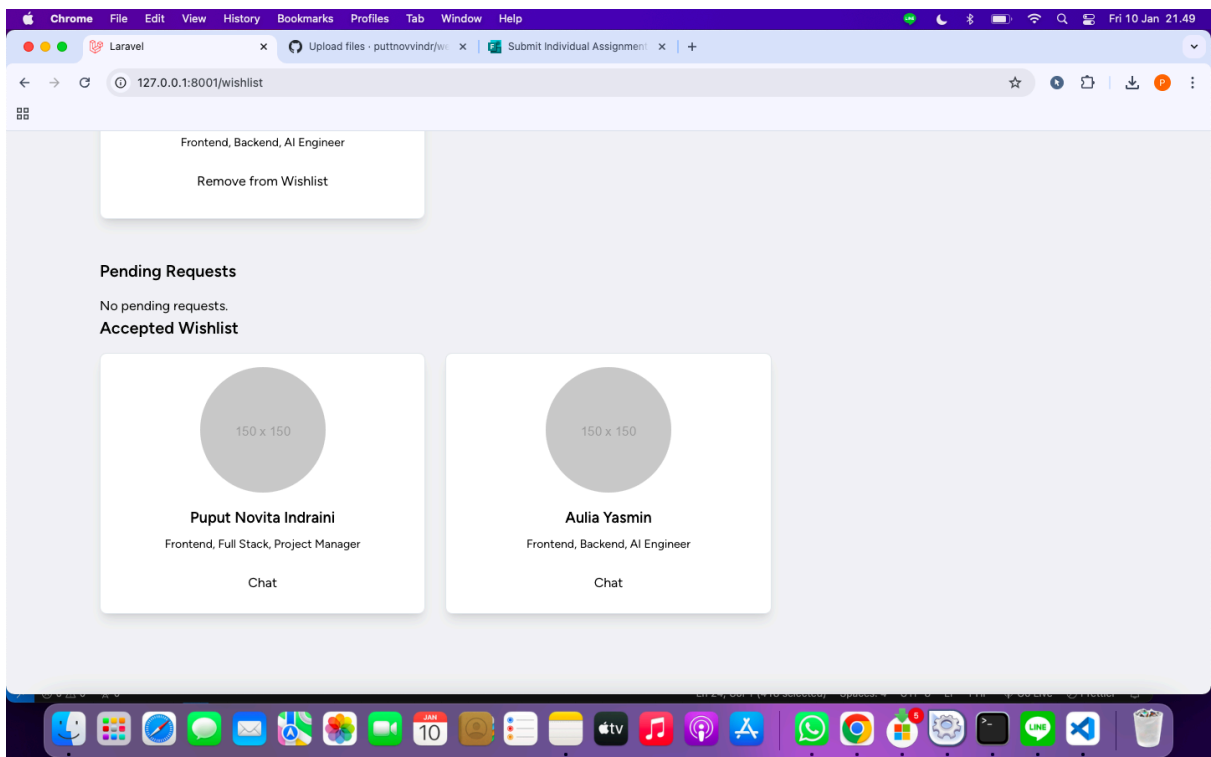 Chrome File Edit View History Bookmarks Profiles Tab Window Help Fri 10 Jan 21.49
Laravel Upload files · puttnovvindr/we Submit Individual Assignment
127.0.0.1:8001/wishlist
P
Frontend, Backend, AI Engineer
Remove from Wishlist
Pending Requests
No pending requests.
Accepted Wishlist
150 x 150 150 x 150
Puput Novita Indraini Aulia Yasmin
Frontend, Full Stack, Project Manager Frontend, Backend, AI Engineer
Chat Chat
JAN
10
tv
5
LINE